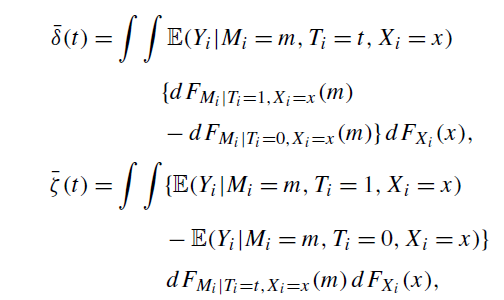 δ̄(t) = ∫ ∫ 𝔼(Y_i|M_i = m, T_i = t, X_i = x)
{dF_{M_i|T_i=1,X_i=x}(m)
− dF_{M_i|T_i=0,X_i=x}(m)} dF_{X_i}(x),
ζ̄(t) = ∫ ∫ {𝔼(Y_i|M_i = m, T_i = 1, X_i = x)
− 𝔼(Y_i|M_i = m, T_i = 0, X_i = x)}
dF_{M_i|T_i=t,X_i=x}(m) dF_{X_i}(x),